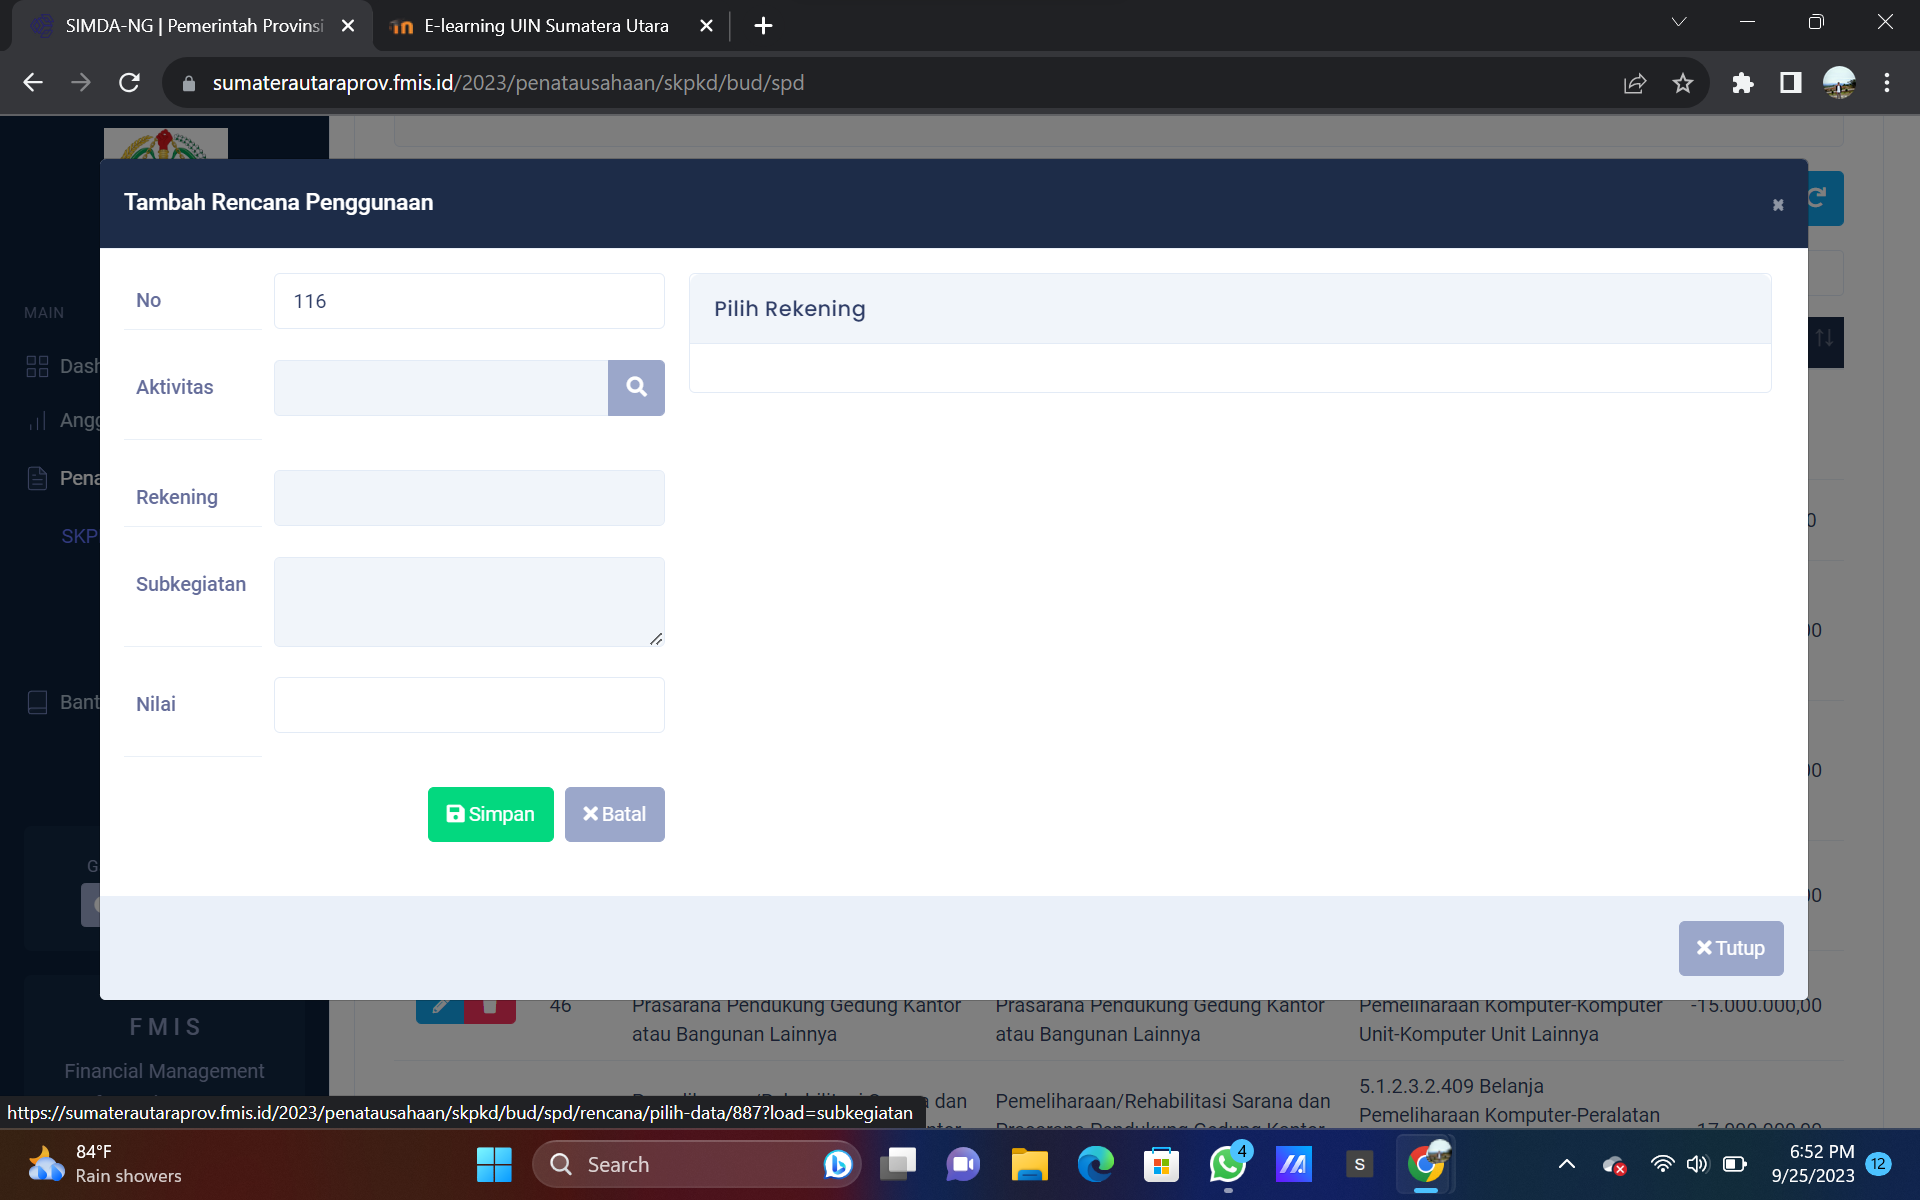 SIMDA-NG | Pemerintah Provinsi
E-learning UIN Sumatera Utara
sumaterautaraprov.fmis.id/2023/penatausahaan/skpkd/bud/spd
Tambah Rencana Penggunaan
No
116
Pilih Rekening
Aktivitas
Rekening
Subkegiatan
Nilai
Simpan
Batal
Tutup
MAIN
Dash
Angg
Pena
SKP
Bant
G
FMIS
Financial Management
46
Prasarana Pendukung Gedung Kantor
atau Bangunan Lainnya
Prasarana Pendukung Gedung Kantor
atau Bangunan Lainnya
Pemeliharaan Komputer-Komputer
Unit-Komputer Unit Lainnya
-15.000.000,00
dan
Pemeliharaan/Rehabilitasi Sarana dan
5.1.2.3.2.409 Belanja
Pemeliharaan Komputer-Peralatan
https://sumaterautaraprov.fmis.id/2023/penatausahaan/skpkd/bud/spd/rencana/pilih-data/887?load=subkegiatan
84°F
Rain showers
Search
4
S
6:52 PM
9/25/2023
12